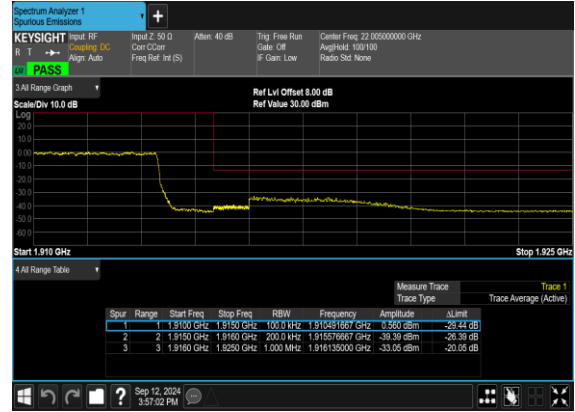 Spectrum Analyzer 1
Spurious Emissions
+
KEYSIGHT Input: RF Input Z: 50 Ω Atten: 40 dB Trig: Free Run Center Freq: 22.005000000 GHz
R T Coupling: DC Corr CCorr Gate: Off Avg|Hold: 100/100
Align: Auto Freq Ref: Int (S) IF Gain: Low Radio Std: None
PASS
3 All Range Graph
Ref Lvl Offset 8.00 dB
Scale/Div 10.0 dB Ref Value 30.00 dBm
Log
20.0
10.0
0.00
-10.0
-20.0
-30.0
-40.0
-50.0
-60.0
Start 1.910 GHz Stop 1.925 GHz
4 All Range Table
Measure Trace Trace 1
Trace Type Trace Average (Active)
Spur Range Start Freq Stop Freq RBW Frequency Amplitude ΔLimit
1 1 1.9100 GHz 1.9150 GHz 100.0 kHz 1.910491667 GHz 0.560 dBm -29.44 dB
2 2 1.9150 GHz 1.9160 GHz 200.0 kHz 1.915576667 GHz -39.39 dBm -26.39 dB
3 3 1.9160 GHz 1.9250 GHz 1.000 MHz 1.916135000 GHz -33.05 dBm -20.05 dB
? Sep 12, 2024
3:57:02 PM